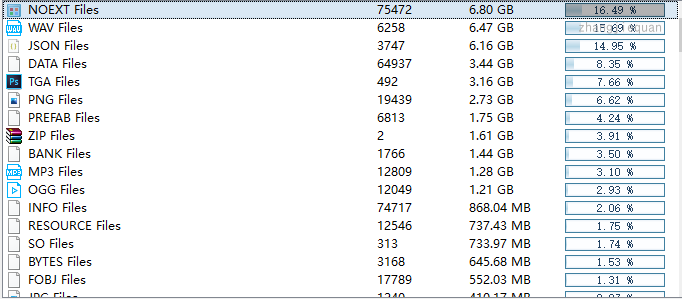 NOEXT Files 75472 6.80 GB 16.49 %
WAV Files 6258 6.47 GB 15.69 %
JSON Files 3747 6.16 GB 14.95 %
DATA Files 64937 3.44 GB 8.35 %
TGA Files 492 3.16 GB 7.66 %
PNG Files 19439 2.73 GB 6.62 %
PREFAB Files 6813 1.75 GB 4.24 %
ZIP Files 2 1.61 GB 3.91 %
BANK Files 1766 1.44 GB 3.50 %
MP3 Files 12809 1.28 GB 3.10 %
OGG Files 12049 1.21 GB 2.93 %
INFO Files 74717 868.04 MB 2.06 %
RESOURCE Files 12546 737.43 MB 1.75 %
SO Files 313 733.97 MB 1.74 %
BYTES Files 3168 645.68 MB 1.53 %
FOBJ Files 17789 552.03 MB 1.31 %
JPG Files 1240 410.17 MB